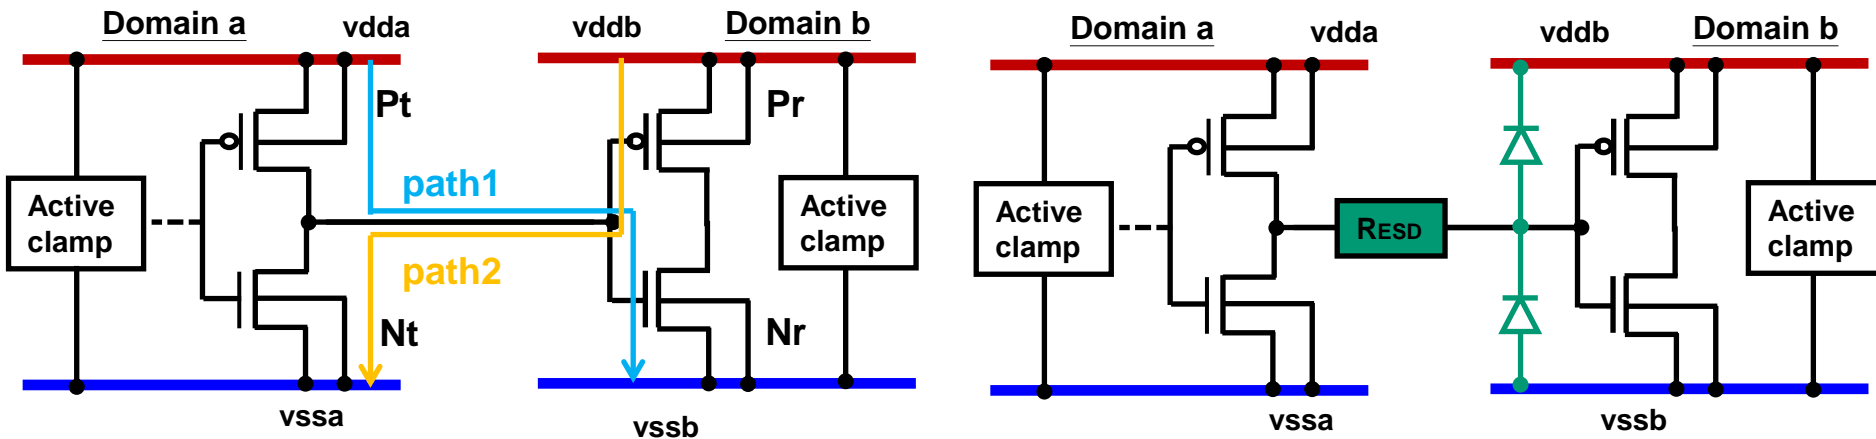 Domain a
vdda
vddb
Domain b
Pt
Pr
path1
Active
clamp
Active
clamp
path2
Nt
Nr
vssa
vssb
Domain a
vdda
vddb
Domain b
Active
clamp
RESD
Active
clamp
vssa
vssb